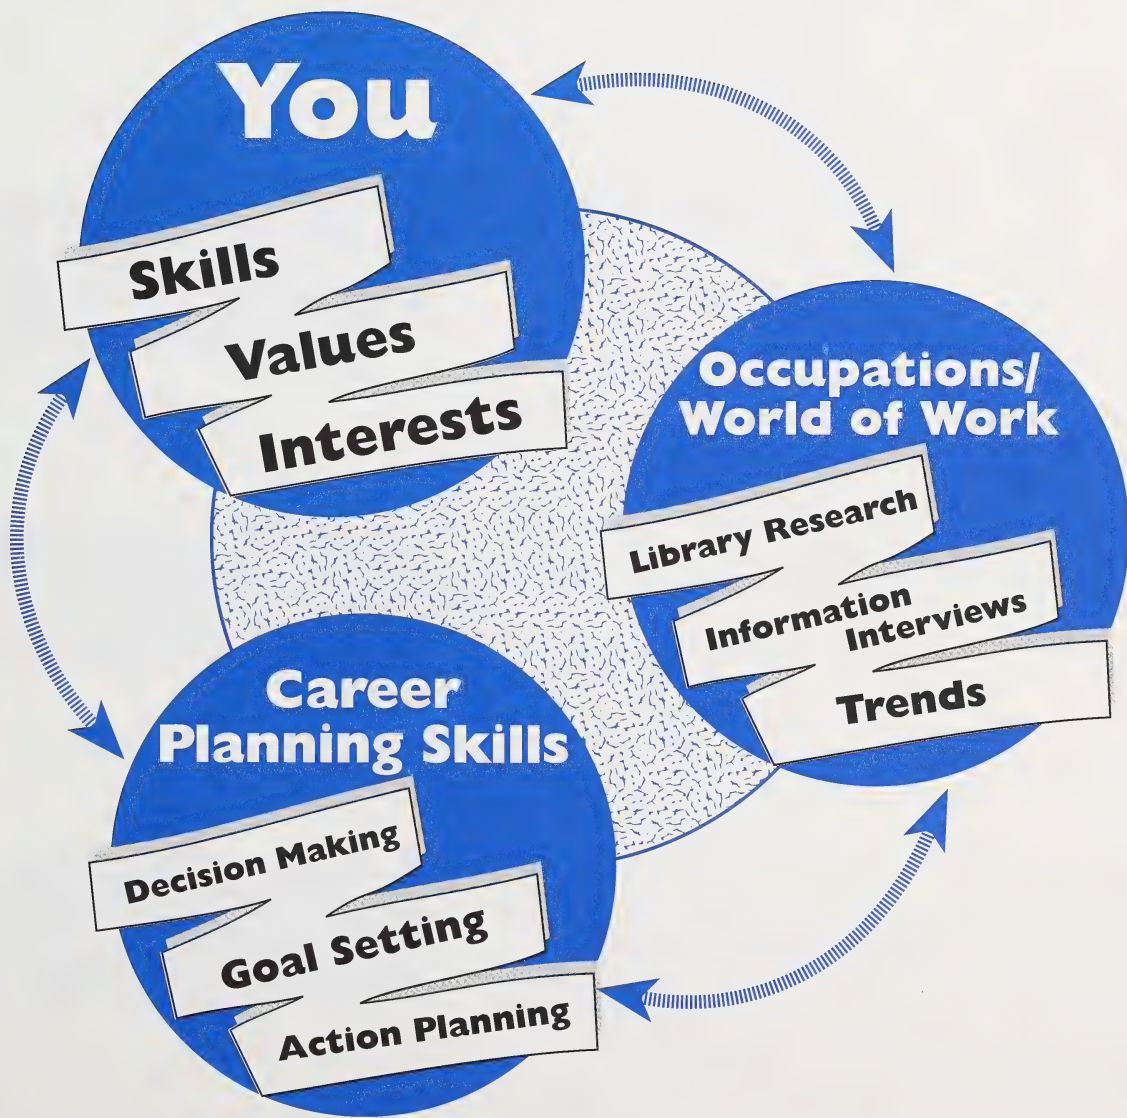 You
Skills
Values
Interests
Occupations/
World of Work
Library Research
Information
Interviews
Trends
Career
Planning Skills
Decision Making
Goal Setting
Action Planning